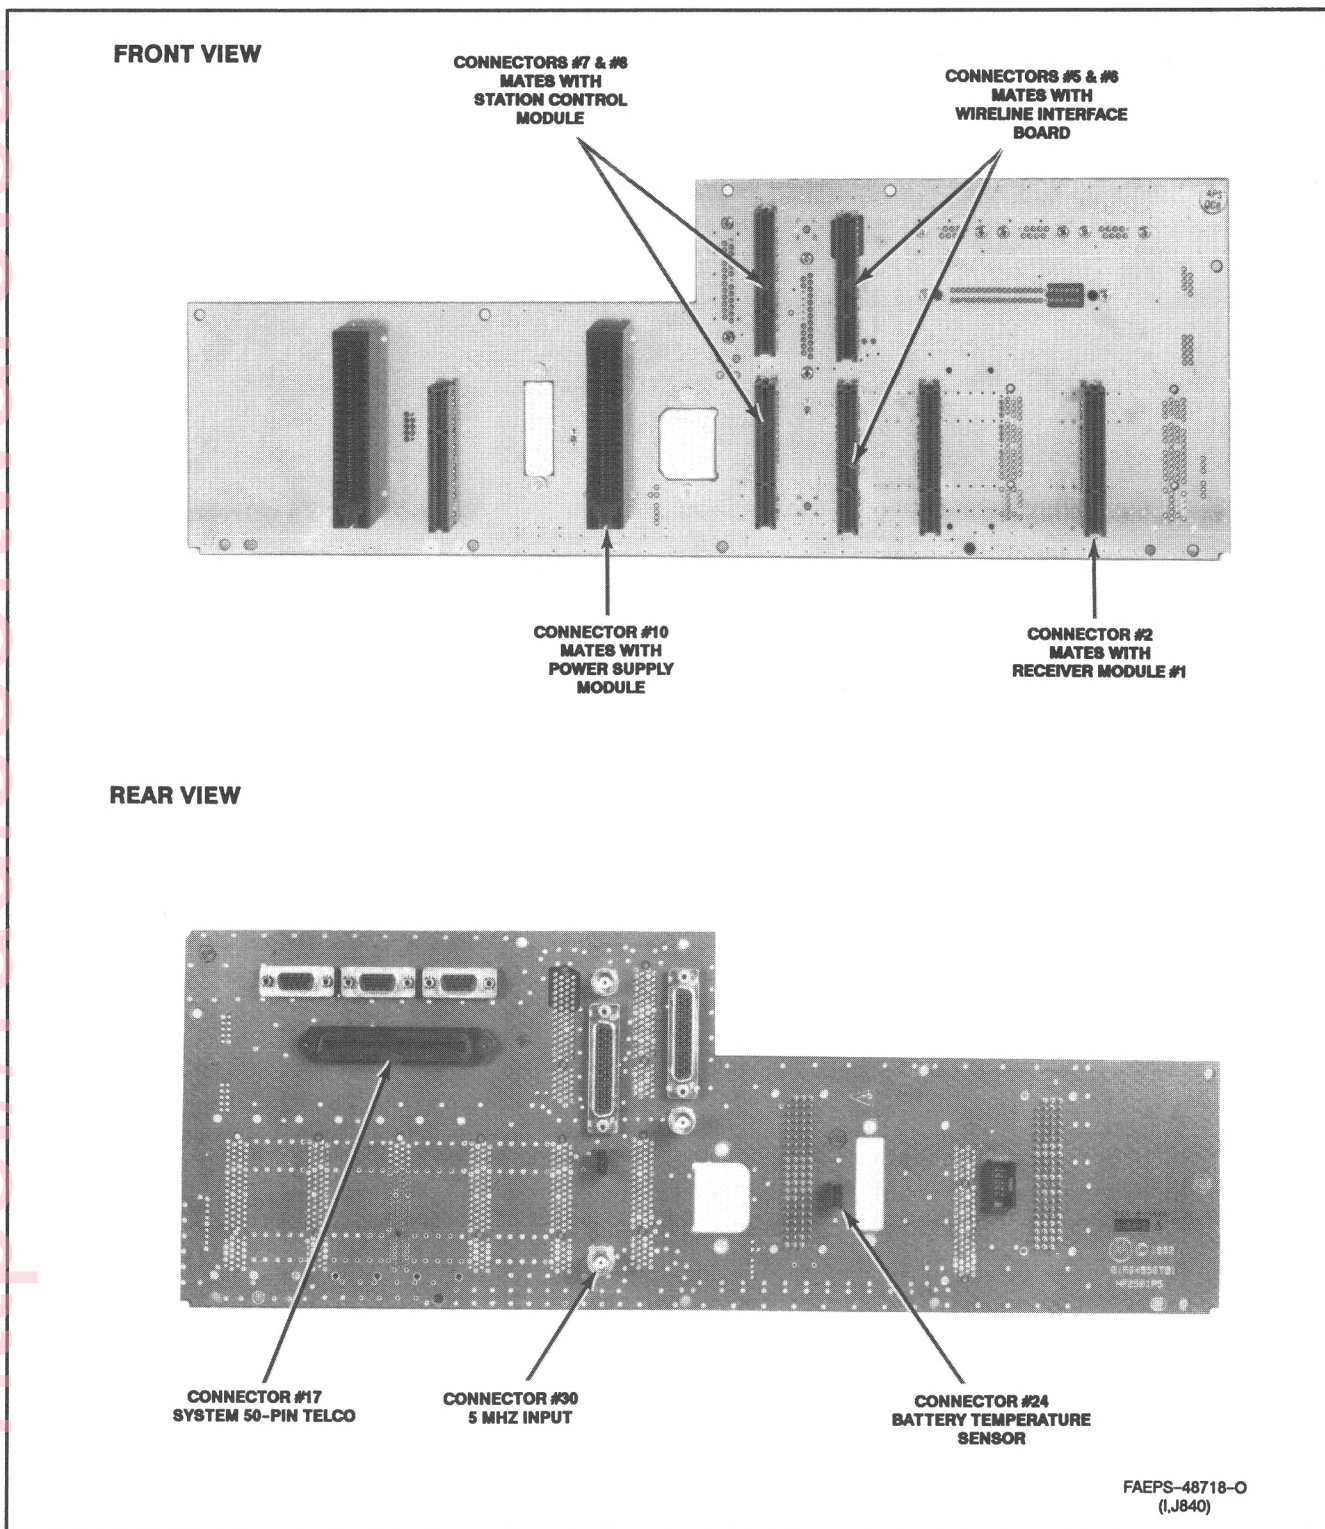 FRONT VIEW
CONNECTORS #7 & #8
MATES WITH
STATION CONTROL
MODULE
CONNECTORS #5 & #6
MATES WITH
WIRELINE INTERFACE
BOARD
CONNECTOR #10
MATES WITH
POWER SUPPLY
MODULE
CONNECTOR #2
MATES WITH
RECEIVER MODULE #1
REAR VIEW
CONNECTOR #17
SYSTEM 50-PIN TELCO
CONNECTOR #30
5 MHZ INPUT
CONNECTOR #24
BATTERY TEMPERATURE
SENSOR
FAEPS-48718-O
(I,J840)